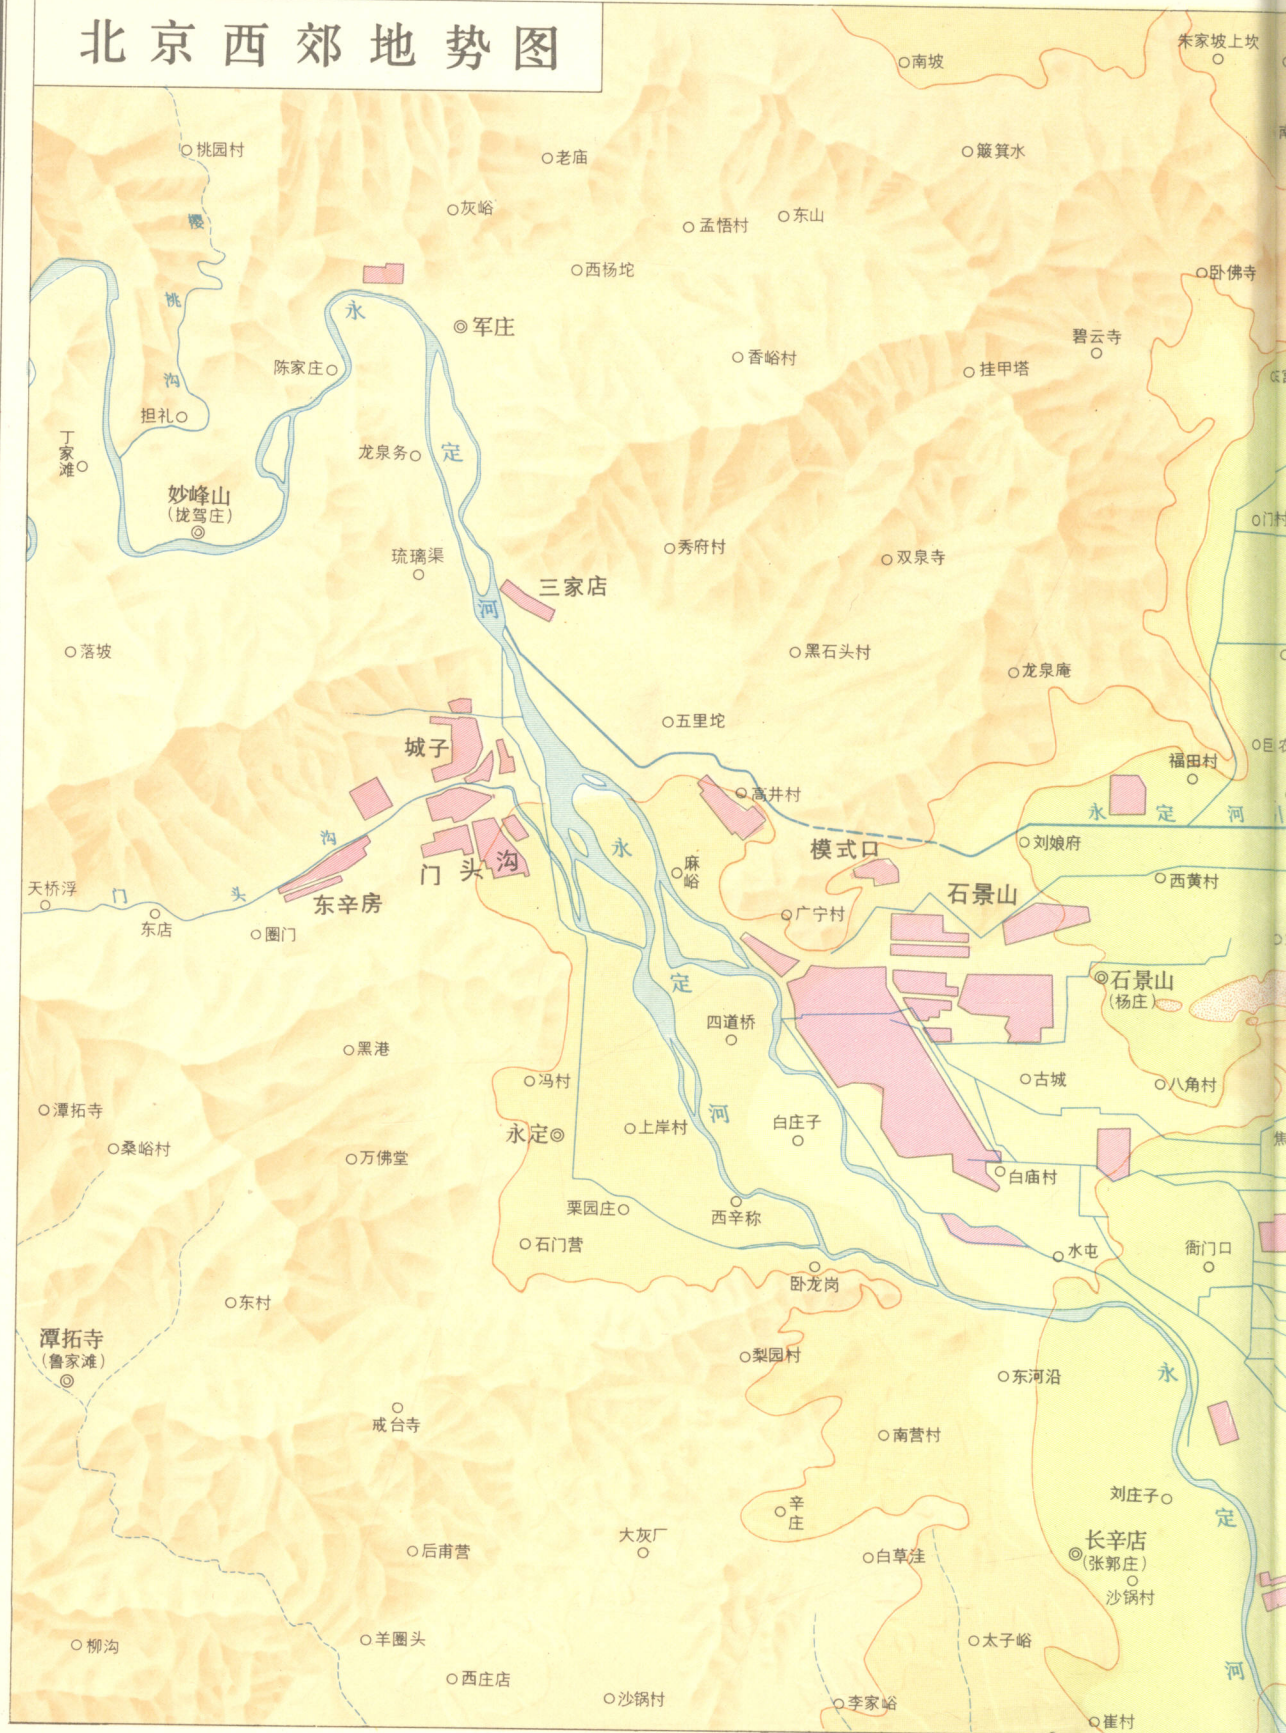 北京西郊地势图
朱家坡上坎
南坡
桃园村
老庙
簸箕水
灰峪
孟悟村
东山
樱
桃
沟
西杨坨
卧佛寺
永
军庄
碧云寺
陈家庄
香峪村
挂甲塔
担礼
丁家滩
龙泉务
定
妙峰山
(拢驾庄)
门村
琉璃渠
秀府村
双泉寺
河
三家店
落坡
黑石头村
龙泉庵
五里坨
城子
福田村
高井村
永
定
河
沟
永
模式口
刘娘府
门
头
沟
麻峪
西黄村
天桥浮
门
头
东辛房
石景山
东店
圈门
广宁村
定
石景山
(杨庄)
四道桥
黑港
冯村
古城
八角村
潭拓寺
河
桑峪村
永定
上岸村
白庄子
万佛堂
白庙村
栗园庄
西辛称
石门营
水屯
衙门口
卧龙岗
东村
潭拓寺
(鲁家滩)
梨园村
东河沿
永
戒台寺
南营村
刘庄子
辛庄
定
大灰厂
长辛店
(张郭庄)
后甫营
白草洼
沙锅村
柳沟
羊圈头
太子峪
西庄店
河
沙锅村
李家峪
崔村